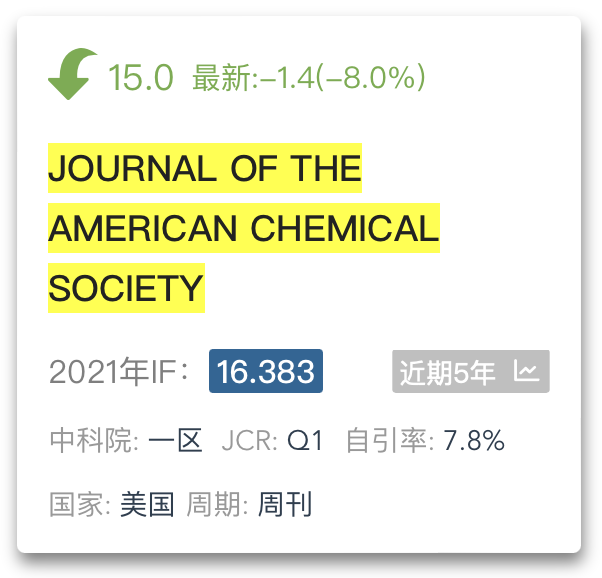 15.0 最新:-1.4(-8.0%)
JOURNAL OF THE
AMERICAN CHEMICAL
SOCIETY
2021年IF： 16.383 近期5年
中科院: 一区 JCR: Q1 自引率: 7.8%
国家: 美国 周期: 周刊